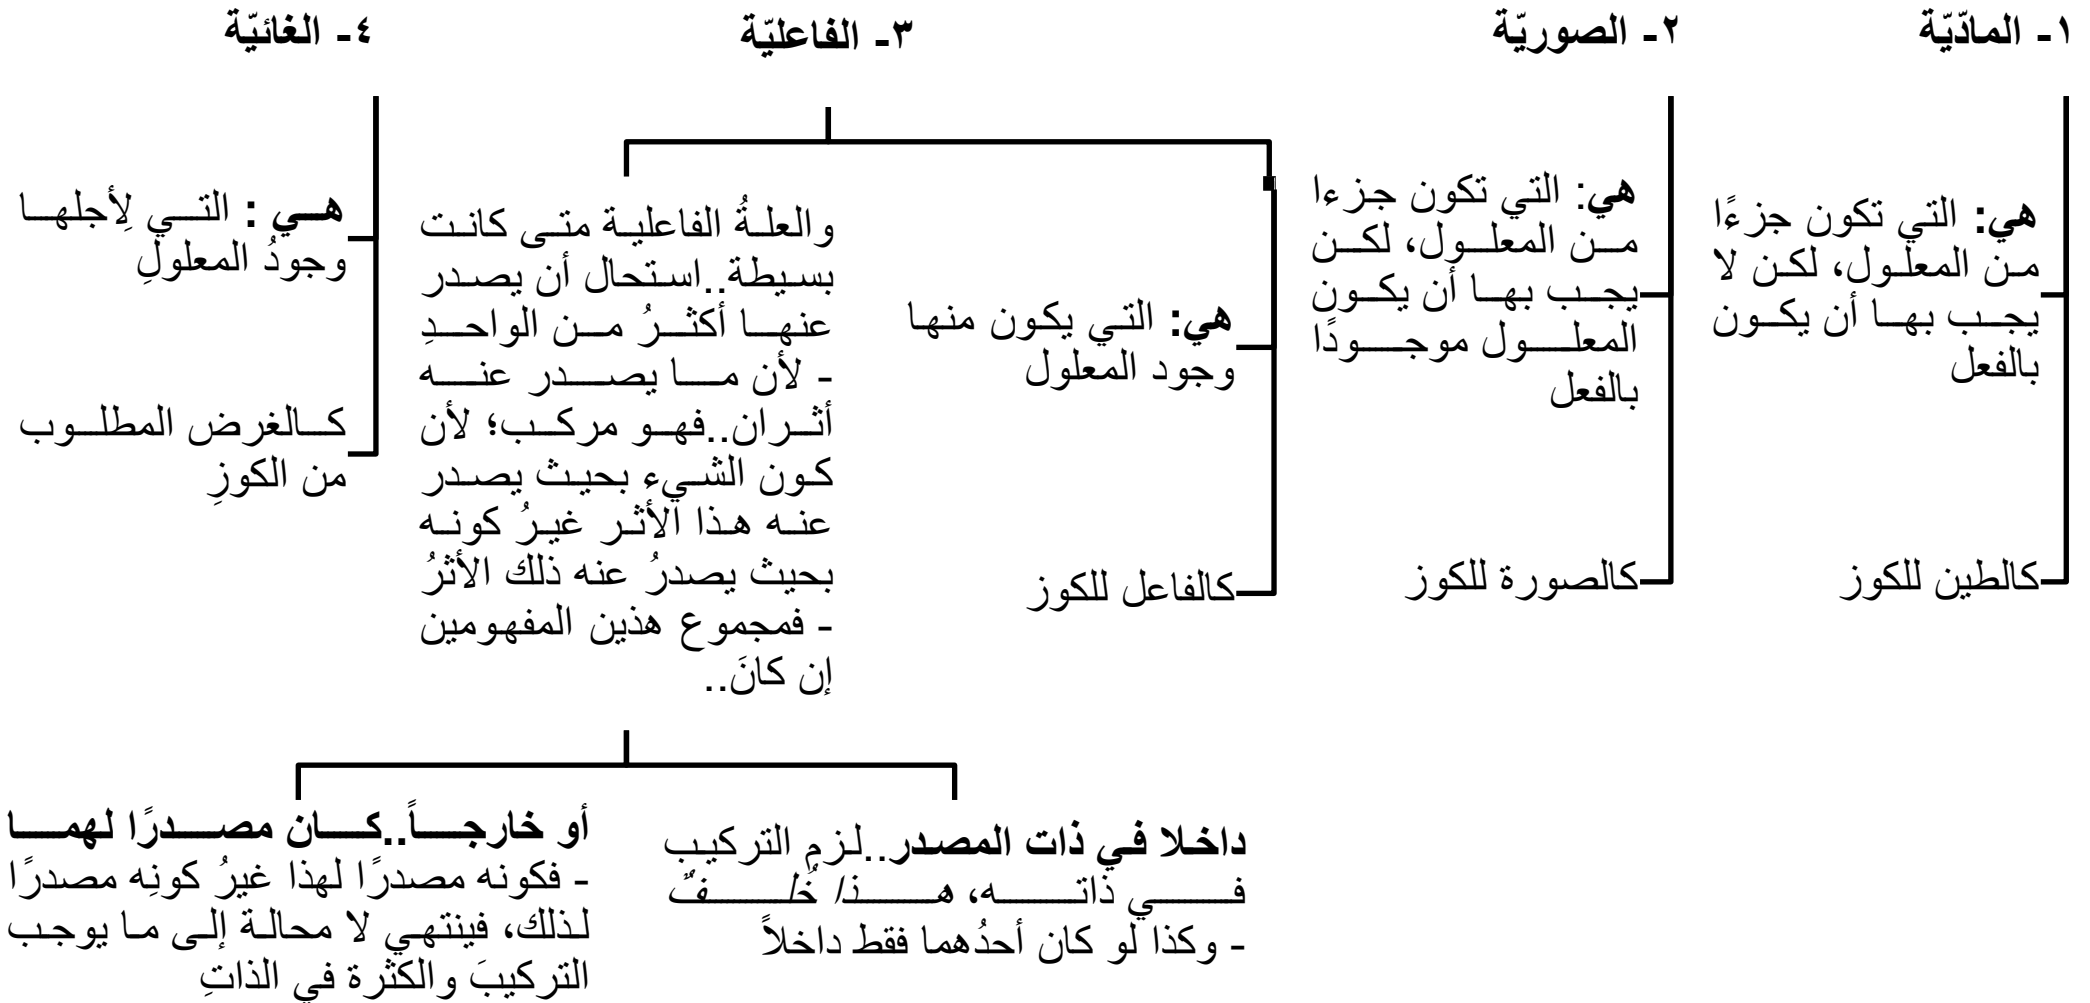 ١- المادّيّة
هي: التي تكون جزءًا
من المعلول، لكن لا
يجب بها أن يكون
بالفعل
كالطين للكوز
٢- الصوريّة
هي: التي تكون جزءا
من المعلول، لكن
يجب بها أن يكون
المعلول موجودًا
بالفعل
كالصورة للكوز
٣- الفاعليّة
هي: التي يكون منها
وجود المعلول
كالفاعل للكوز
والعلةُ الفاعلية متى كانت
بسيطة..استحال أن يصدر
عنها أكثرُ من الواحدِ
- لأن ما يصدر عنه
أثران..فهو مركب؛ لأن
كون الشيء بحيث يصدر
عنه هذا الأثر غيرُ كونه
بحيث يصدرُ عنه ذلك الأثرُ
- فمجموع هذين المفهومين
إن كانَ..
داخلا في ذات المصدر..لزم التركيب
في ذاته، هذا خُلفٌ
- وكذا لو كان أحدُهما فقط داخلاً
أو خارجاً..كان مصدرًا لهما
- فكونه مصدرًا لهذا غيرُ كونِه مصدرًا
لذلك، فينتهي لا محالة إلى ما يوجب
التركيبَ والكثرة في الذاتِ
٤- الغائيّة
هي : التي لِأجلها
وجودُ المعلولِ
كالغرض المطلوب
من الكوزِ